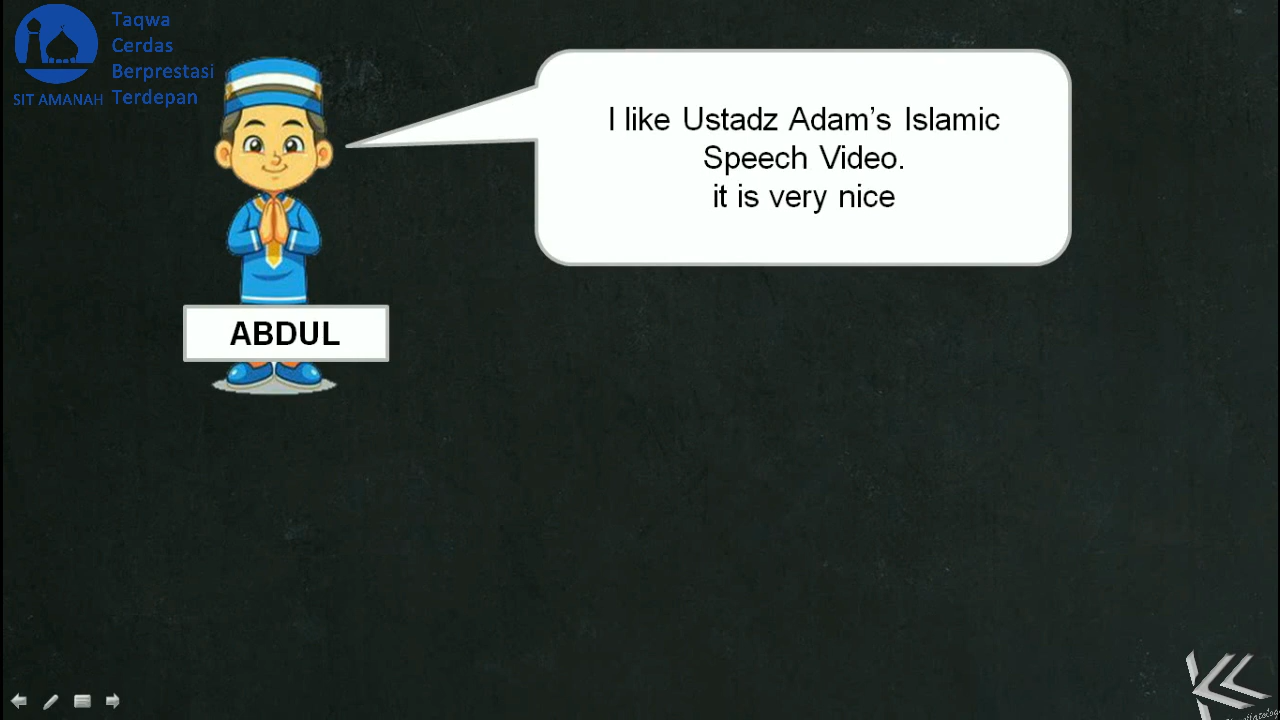 Taqwa
Cerdas
Berprestasi
Terdepan
SIT AMANAH
I like Ustadz Adam’s Islamic
Speech Video.
it is very nice
ABDUL